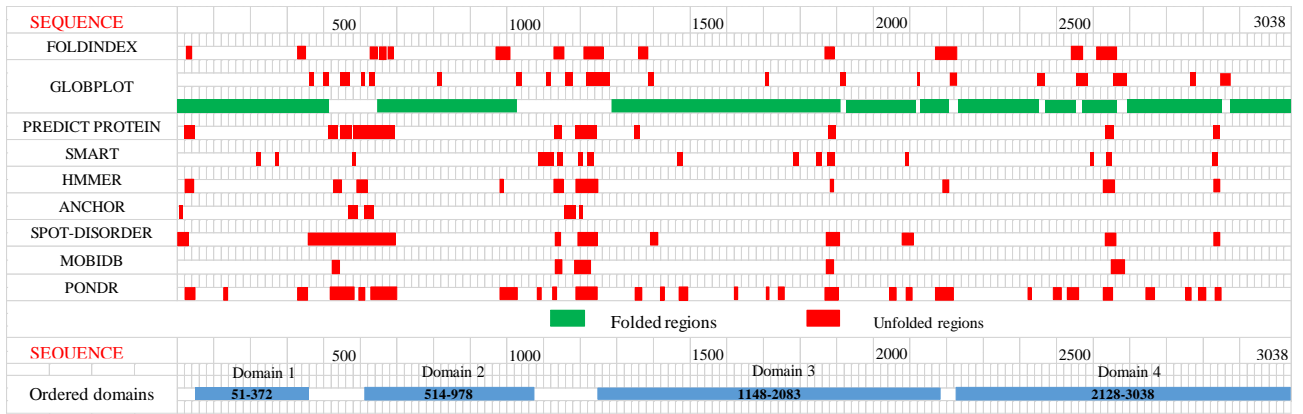 SEQUENCE 500 1000 1500 2000 2500 3038
FOLDINDEX
GLOBPLOT
PREDICT PROTEIN
SMART
HMMER
ANCHOR
SPOT-DISORDER
MOBIDB
PONDR
Folded regions Unfolded regions
SEQUENCE 500 1000 1500 2000 2500 3038
Domain 1 Domain 2 Domain 3 Domain 4
Ordered domains 51-372 514-978 1148-2083 2128-3038